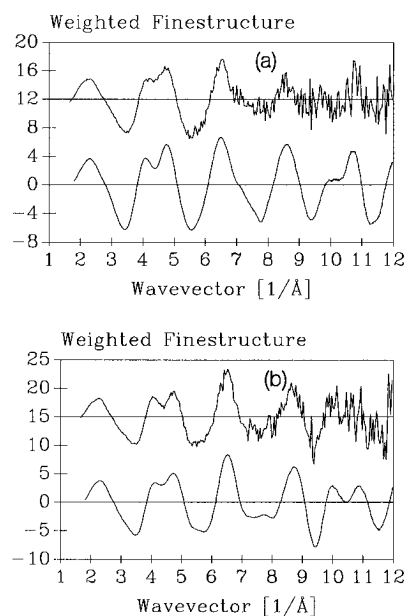 Weighted Finestructure
20
(a)
16
12
8
4
0
−4
−8
1 2 3 4 5 6 7 8 9 10 11 12
Wavevector [1/Å]
Weighted Finestructure
25
(b)
20
15
10
5
0
−5
−10
1 2 3 4 5 6 7 8 9 10 11 12
Wavevector [1/Å]